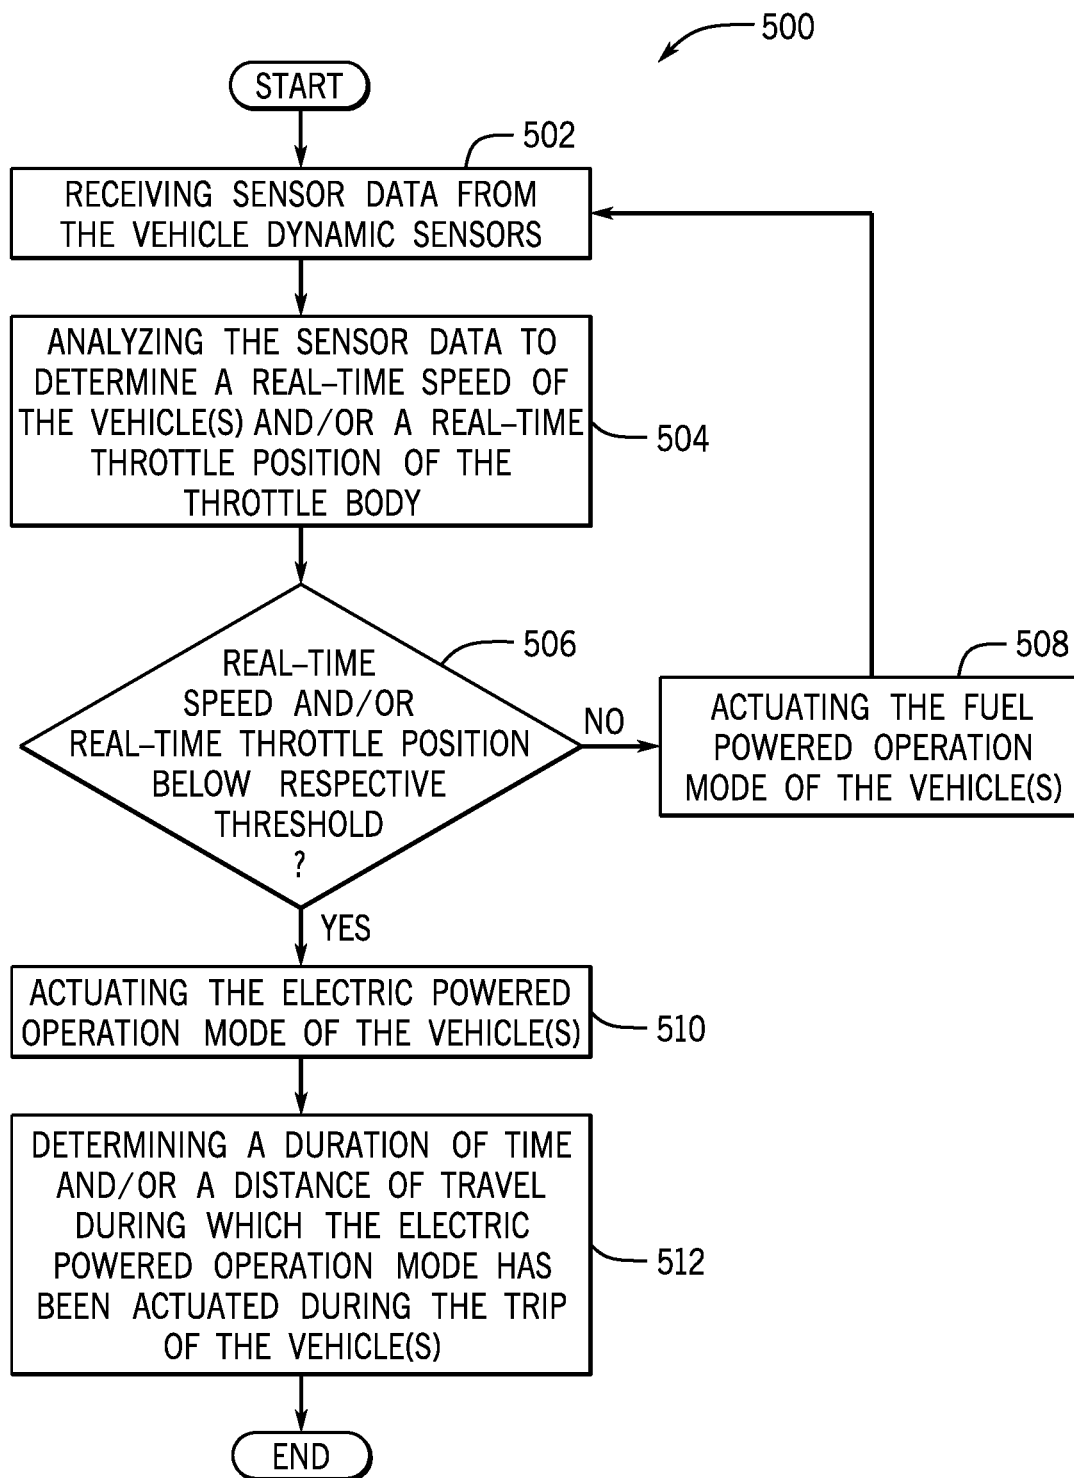 500
START
502
RECEIVING SENSOR DATA FROM
THE VEHICLE DYNAMIC SENSORS
ANALYZING THE SENSOR DATA TO
DETERMINE A REAL–TIME SPEED OF
THE VEHICLE(S) AND/OR A REAL–TIME
THROTTLE POSITION OF THE
THROTTLE BODY
504
506
REAL–TIME
SPEED AND/OR
REAL–TIME THROTTLE POSITION
BELOW RESPECTIVE
THRESHOLD
?
NO
508
ACTUATING THE FUEL
POWERED OPERATION
MODE OF THE VEHICLE(S)
YES
ACTUATING THE ELECTRIC POWERED
OPERATION MODE OF THE VEHICLE(S)
510
DETERMINING A DURATION OF TIME
AND/OR A DISTANCE OF TRAVEL
DURING WHICH THE ELECTRIC
POWERED OPERATION MODE HAS
BEEN ACTUATED DURING THE TRIP
OF THE VEHICLE(S)
512
END